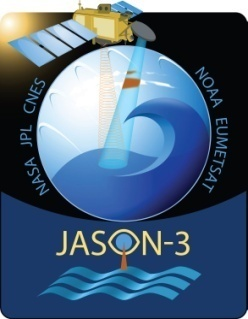 NASA JPL CNES
NOAA EUMETSAT
JASON-3